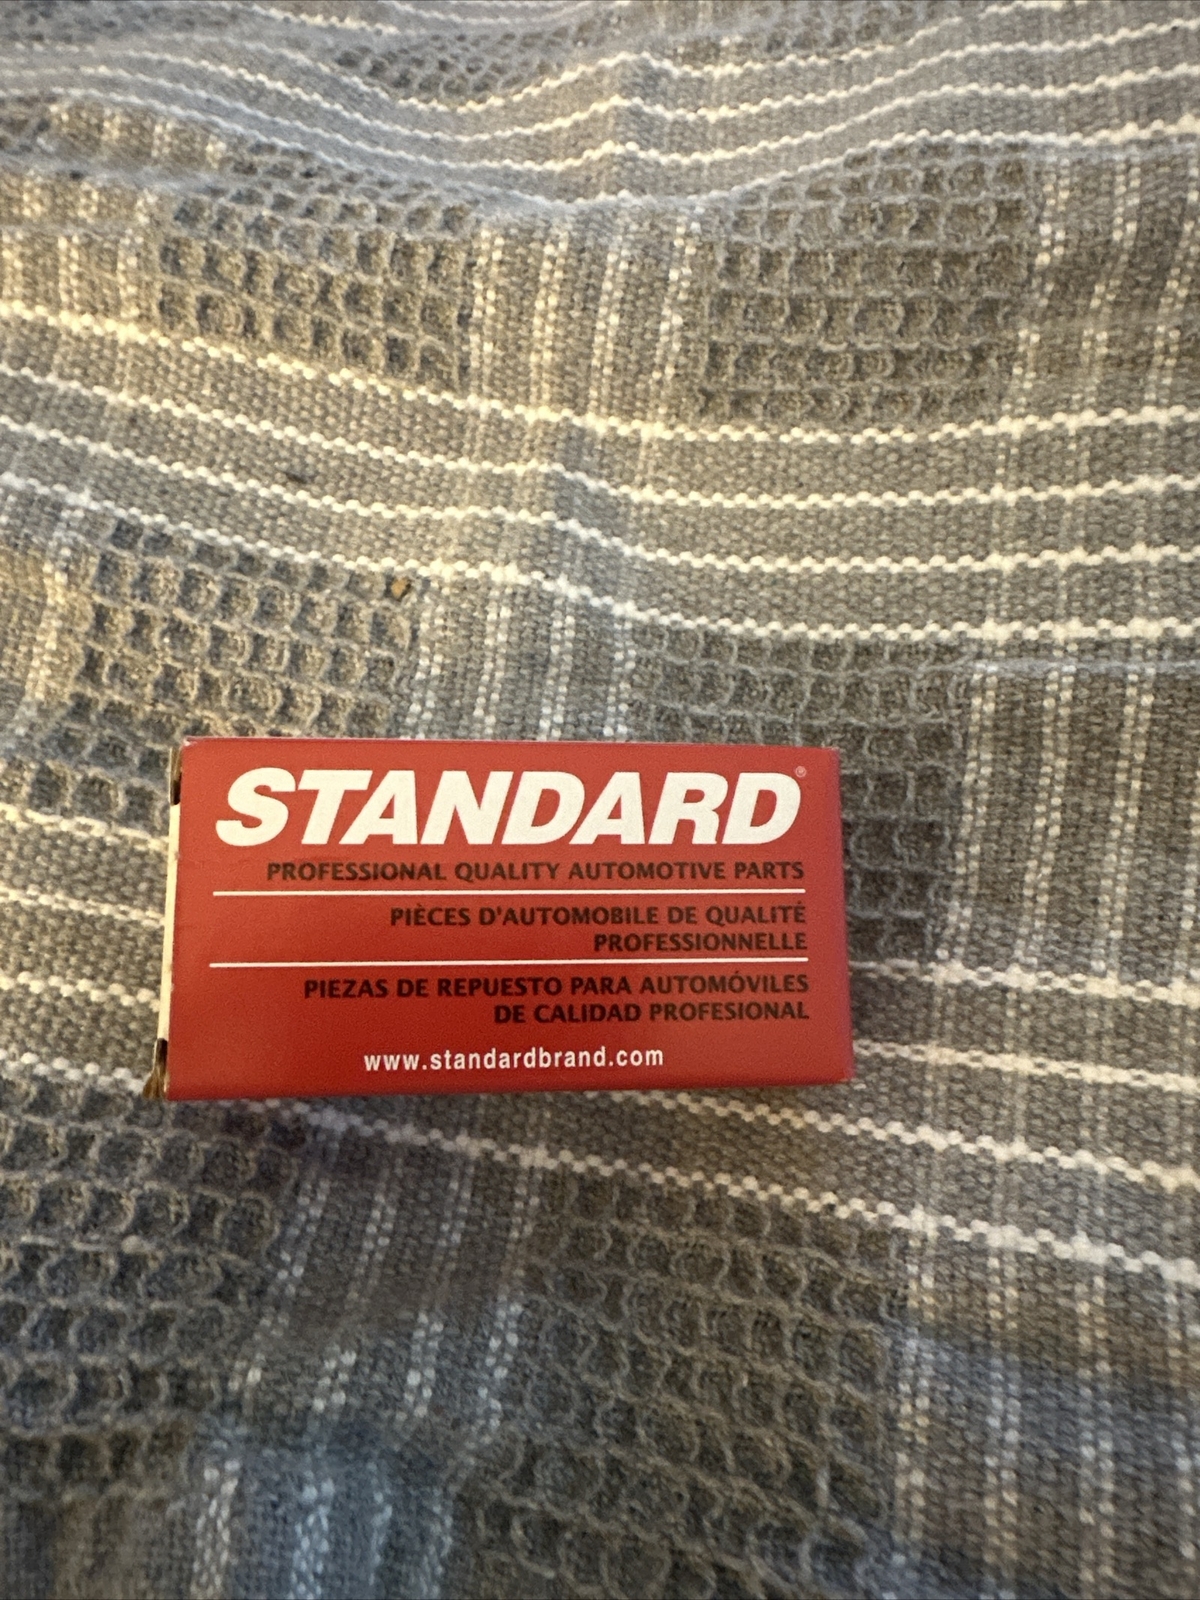 STANDARD®
PROFESSIONAL QUALITY AUTOMOTIVE PARTS
PIÈCES D'AUTOMOBILE DE QUALITÉ
PROFESSIONNELLE
PIEZAS DE REPUESTO PARA AUTOMÓVILES
DE CALIDAD PROFESIONAL
www.standardbrand.com